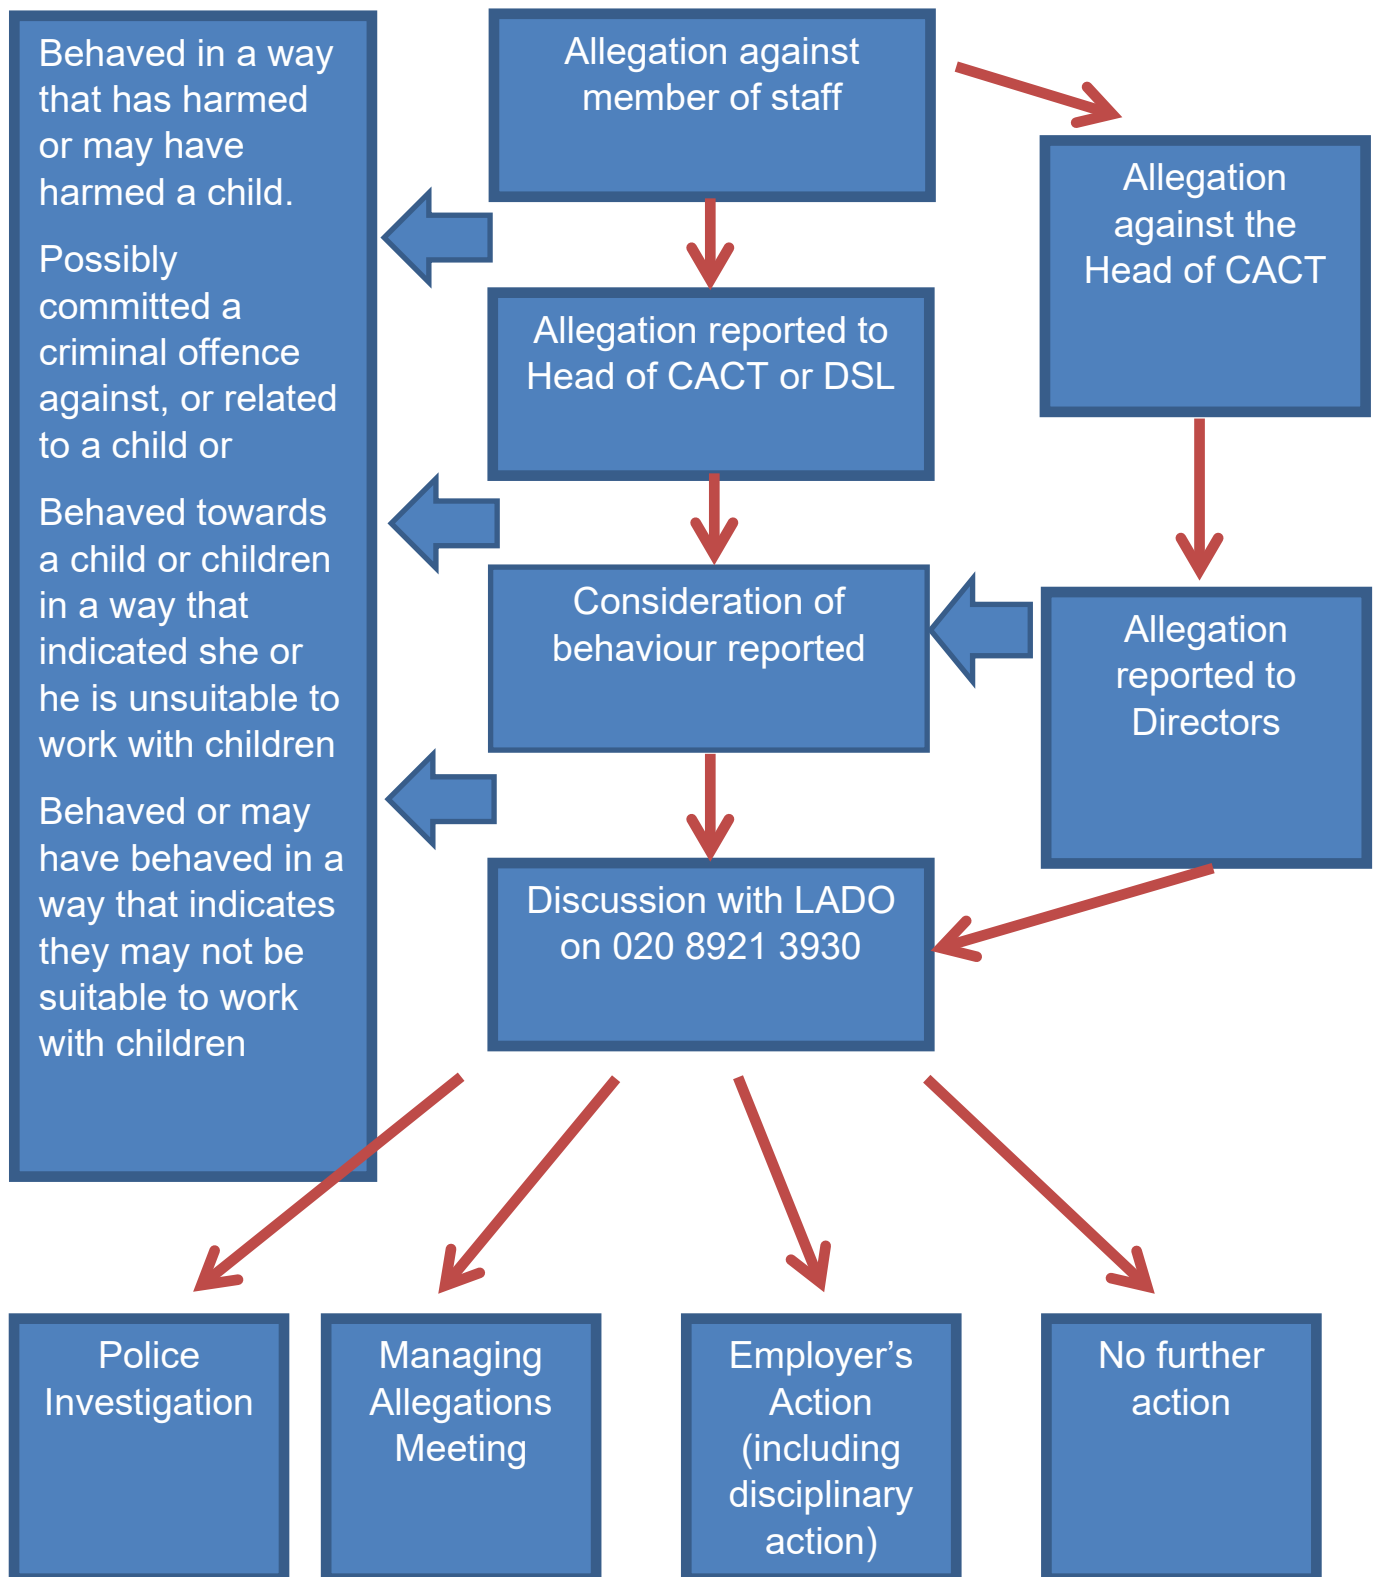 Behaved in a way
that has harmed
or may have
harmed a child.
Possibly
committed a
criminal offence
against, or related
to a child or
Behaved towards
a child or children
in a way that
indicated she or
he is unsuitable to
work with children
Behaved or may
have behaved in a
way that indicates
they may not be
suitable to work
with children
Allegation against
member of staff
Allegation
against the
Head of CACT
Allegation reported to
Head of CACT or DSL
Consideration of
behaviour reported
Allegation
reported to
Directors
Discussion with LADO
on 020 8921 3930
Police
Investigation
Managing
Allegations
Meeting
Employer’s
Action
(including
disciplinary
action)
No further
action